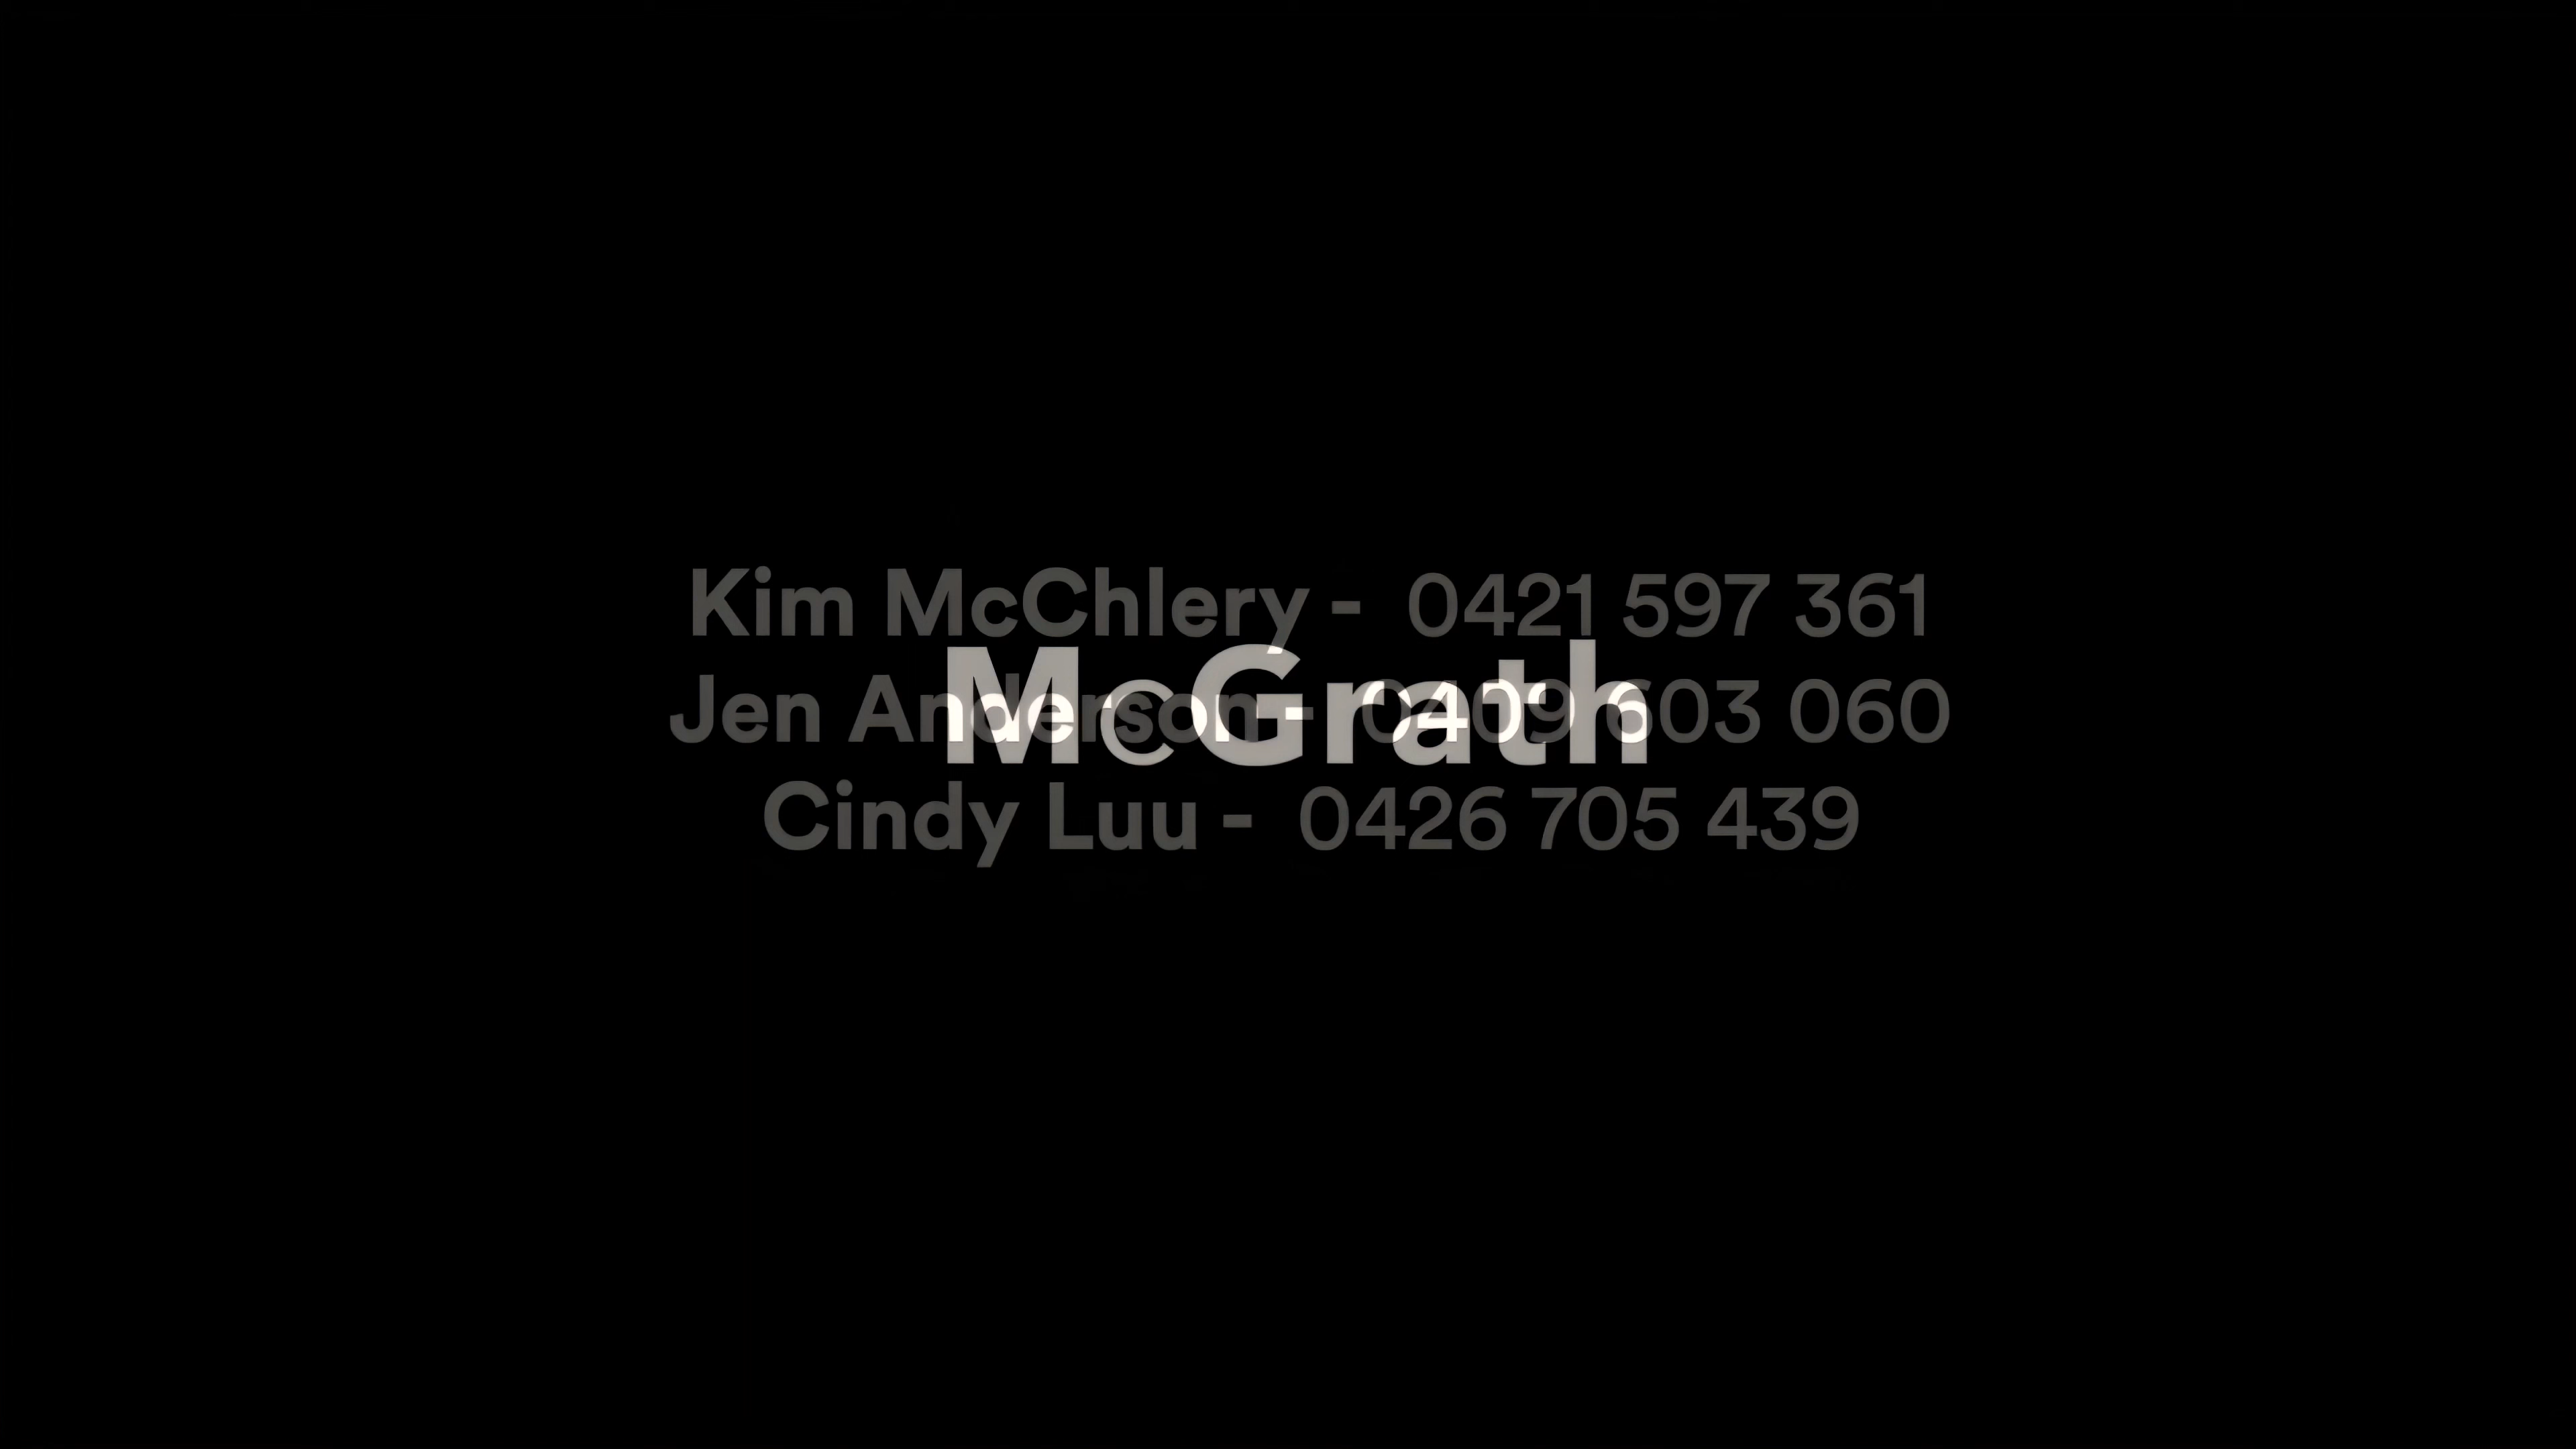 Kim McChlery - 0421 597 361
McGrath
Jen Anderson - 0409 603 060
Cindy Luu - 0426 705 439